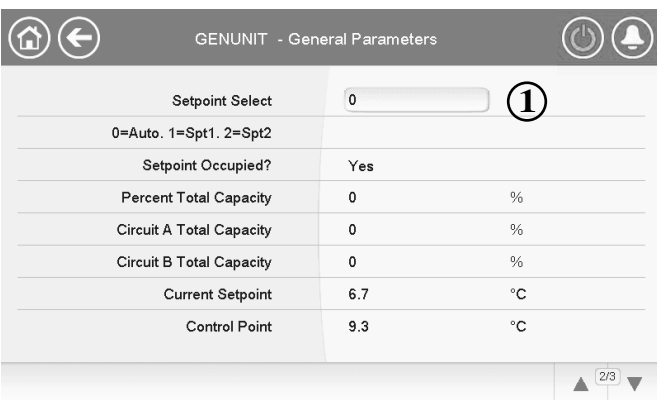 GENUNIT - General Parameters
Setpoint Select 0 ①
0=Auto. 1=Spt1. 2=Spt2
Setpoint Occupied? Yes
Percent Total Capacity 0 %
Circuit A Total Capacity 0 %
Circuit B Total Capacity 0 %
Current Setpoint 6.7 °C
Control Point 9.3 °C
2/3